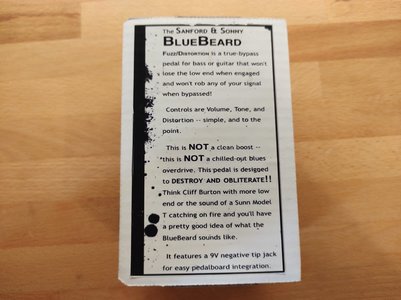 The Sanford & Sonny
BlueBeard
Fuzz/Distortion is a true-bypass
pedal for bass or guitar that won't
lose the low end when engaged
and won't rob any of your signal
when bypassed!
Controls are Volume, Tone, and
Distortion -- simple, and to the
point.
This is NOT a clean boost --
this is NOT a chilled-out blues
overdrive. This pedal is designed
to DESTROY AND OBLITERATE!!
Think Cliff Burton with more low
end or the sound of a Sunn Model
T catching on fire and you'll have
a pretty good idea of what the
BlueBeard sounds like.
It features a 9V negative tip jack
for easy pedalboard integration.